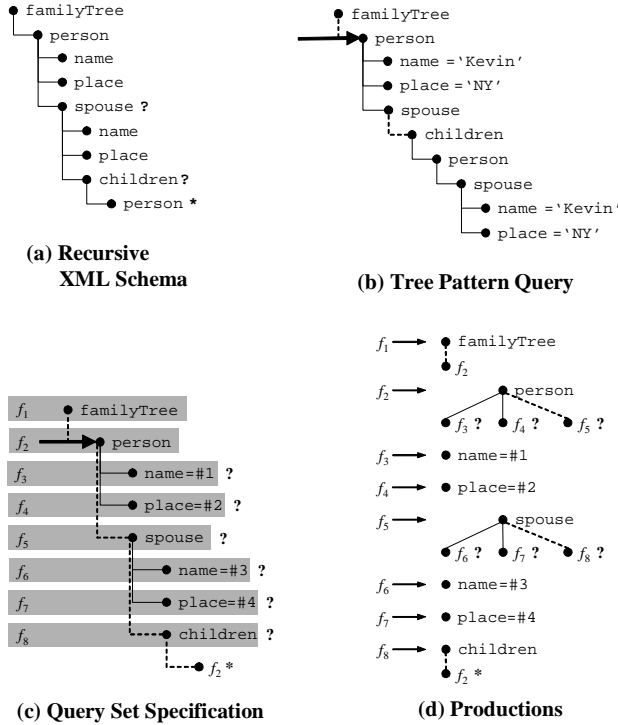 familyTree
person
name
place
spouse ?
name
place
children ?
person *
(a) Recursive
XML Schema
familyTree
person
name =‘Kevin’
place =‘NY’
spouse
children
person
spouse
name =‘Kevin’
place =‘NY’
(b) Tree Pattern Query
f1 familyTree
f2 person
f3 name=#1 ?
f4 place=#2 ?
f5 spouse ?
f6 name=#3 ?
f7 place=#4 ?
f8 children ?
f2 *
(c) Query Set Specification
f1 familyTree
f2
f2 person
f3 ? f4 ? f5 ?
f3 name=#1
f4 place=#2
f5 spouse
f6 ? f7 ? f8 ?
f6 name=#3
f7 place=#4
f8 children
f2 *
(d) Productions